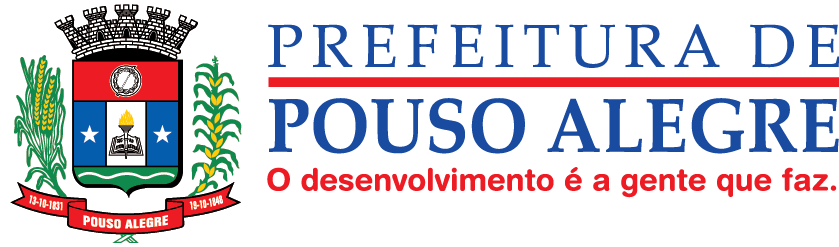 PREFEITURA DE
POUSO ALEGRE
O desenvolvimento é a gente que faz.
13-10-1831
POUSO ALEGRE
19-10-1848